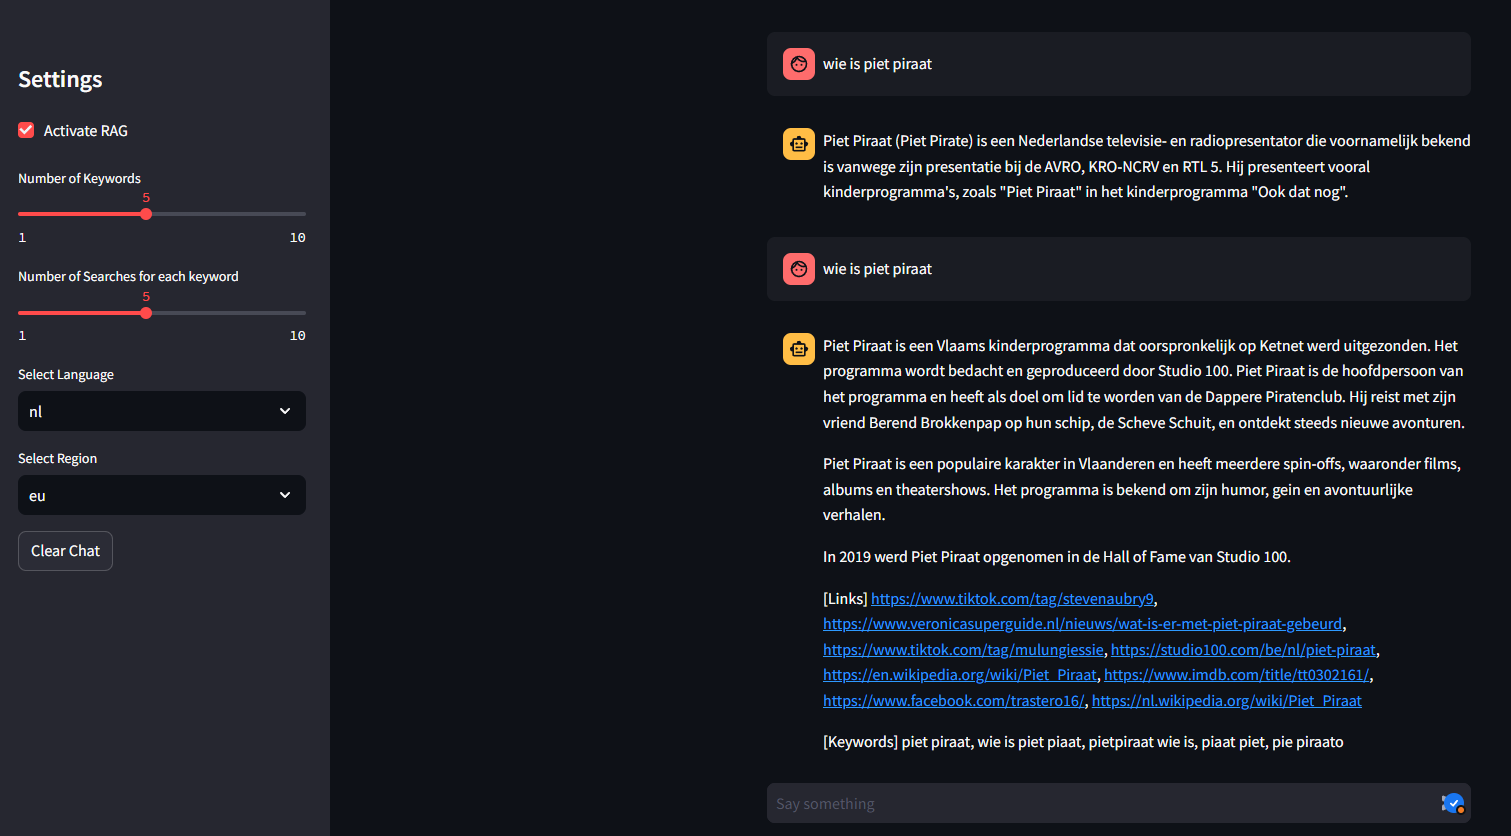 Settings
Activate RAG
Number of Keywords
5
1 10
Number of Searches for each keyword
5
1 10
Select Language
nl
Select Region
eu
Clear Chat
wie is piet piraat
Piet Piraat (Piet Pirate) is een Nederlandse televisie- en radiopresentator die voornamelijk bekend
is vanwege zijn presentatie bij de AVRO, KRO-NCRV en RTL 5. Hij presenteert vooral
kinderprogramma's, zoals "Piet Piraat" in het kinderprogramma "Ook dat nog".
wie is piet piraat
Piet Piraat is een Vlaams kinderprogramma dat oorspronkelijk op Ketnet werd uitgezonden. Het
programma wordt bedacht en geproduceerd door Studio 100. Piet Piraat is de hoofdpersoon van
het programma en heeft als doel om lid te worden van de Dappere Piratenclub. Hij reist met zijn
vriend Berend Brokkenpap op hun schip, de Scheve Schuit, en ontdekt steeds nieuwe avonturen.
Piet Piraat is een populaire karakter in Vlaanderen en heeft meerdere spin-offs, waaronder films,
albums en theatershows. Het programma is bekend om zijn humor, gein en avontuurlijke
verhalen.
In 2019 werd Piet Piraat opgenomen in de Hall of Fame van Studio 100.
[Links] https://www.tiktok.com/tag/stevenaubry9,
https://www.veronicasuperguide.nl/nieuws/wat-is-er-met-piet-piraat-gebeurd,
https://www.tiktok.com/tag/mulungiessie, https://studio100.com/be/nl/piet-piraat,
https://en.wikipedia.org/wiki/Piet_Piraat, https://www.imdb.com/title/tt0302161/,
https://www.facebook.com/trastero16/, https://nl.wikipedia.org/wiki/Piet_Piraat
[Keywords] piet piraat, wie is piet piaat, pietpiraat wie is, piaat piet, pie piraato
Say something